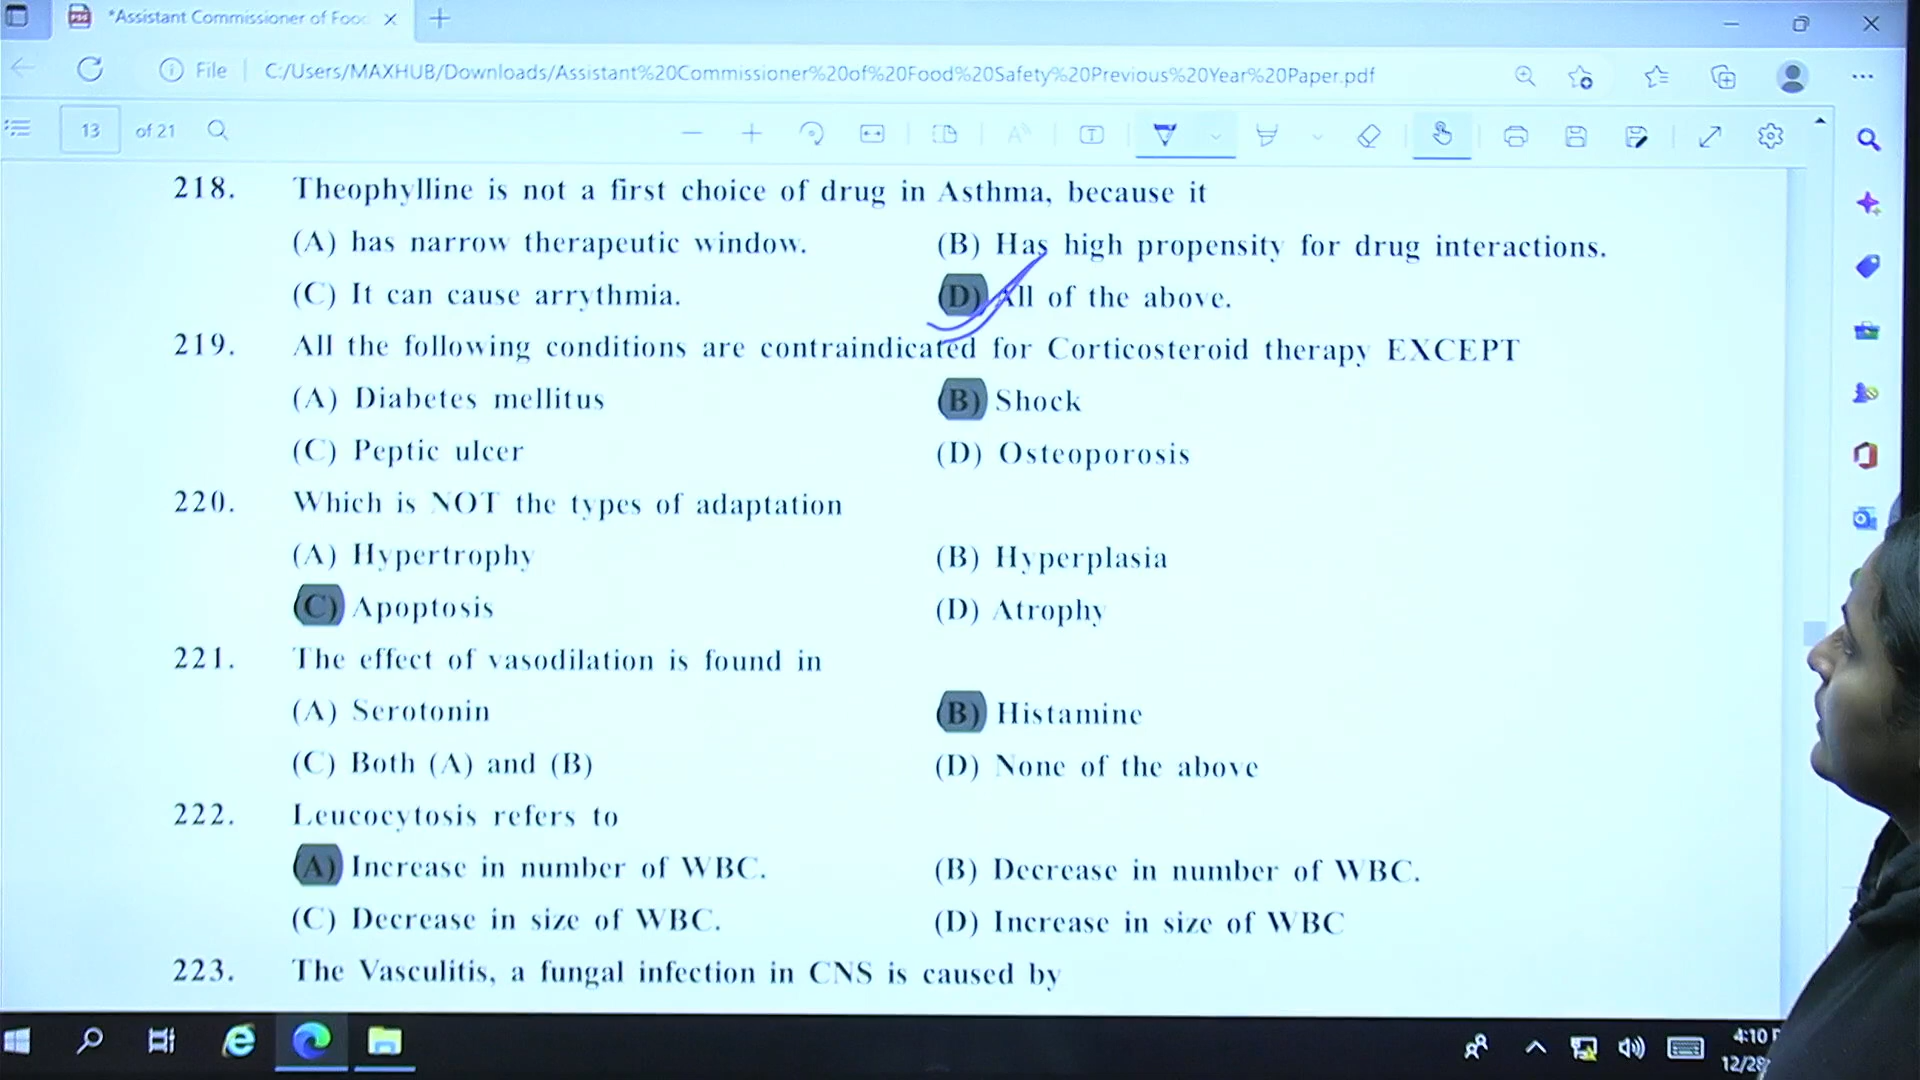 *Assistant Commissioner of Food
File C:/Users/MAXHUB/Downloads/Assistant%20Commissioner%20of%20Food%20Safety%20Previous%20Year%20Paper.pdf
13 of 21
218. Theophylline is not a first choice of drug in Asthma, because it
(A) has narrow therapeutic window. (B) Has high propensity for drug interactions.
(C) It can cause arrythmia. (D) All of the above.
219. All the following conditions are contraindicated for Corticosteroid therapy EXCEPT
(A) Diabetes mellitus (B) Shock
(C) Peptic ulcer (D) Osteoporosis
220. Which is NOT the types of adaptation
(A) Hypertrophy (B) Hyperplasia
(C) Apoptosis (D) Atrophy
221. The effect of vasodilation is found in
(A) Serotonin (B) Histamine
(C) Both (A) and (B) (D) None of the above
222. Leucocytosis refers to
(A) Increase in number of WBC. (B) Decrease in number of WBC.
(C) Decrease in size of WBC. (D) Increase in size of WBC
223. The Vasculitis, a fungal infection in CNS is caused by
4:10
12/28